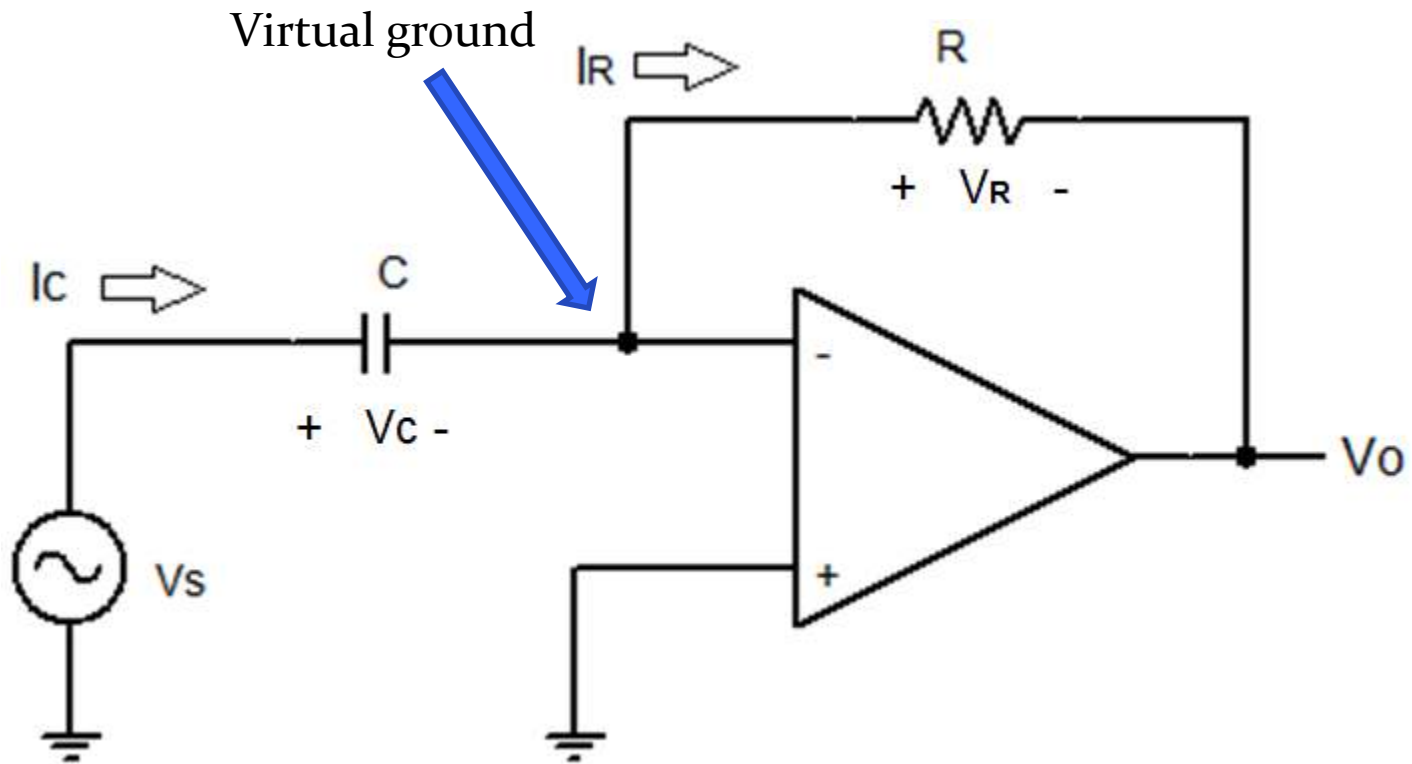 Virtual ground
IR
R
+ VR -
Ic
C
+ Vc -
-
+
Vo
Vs